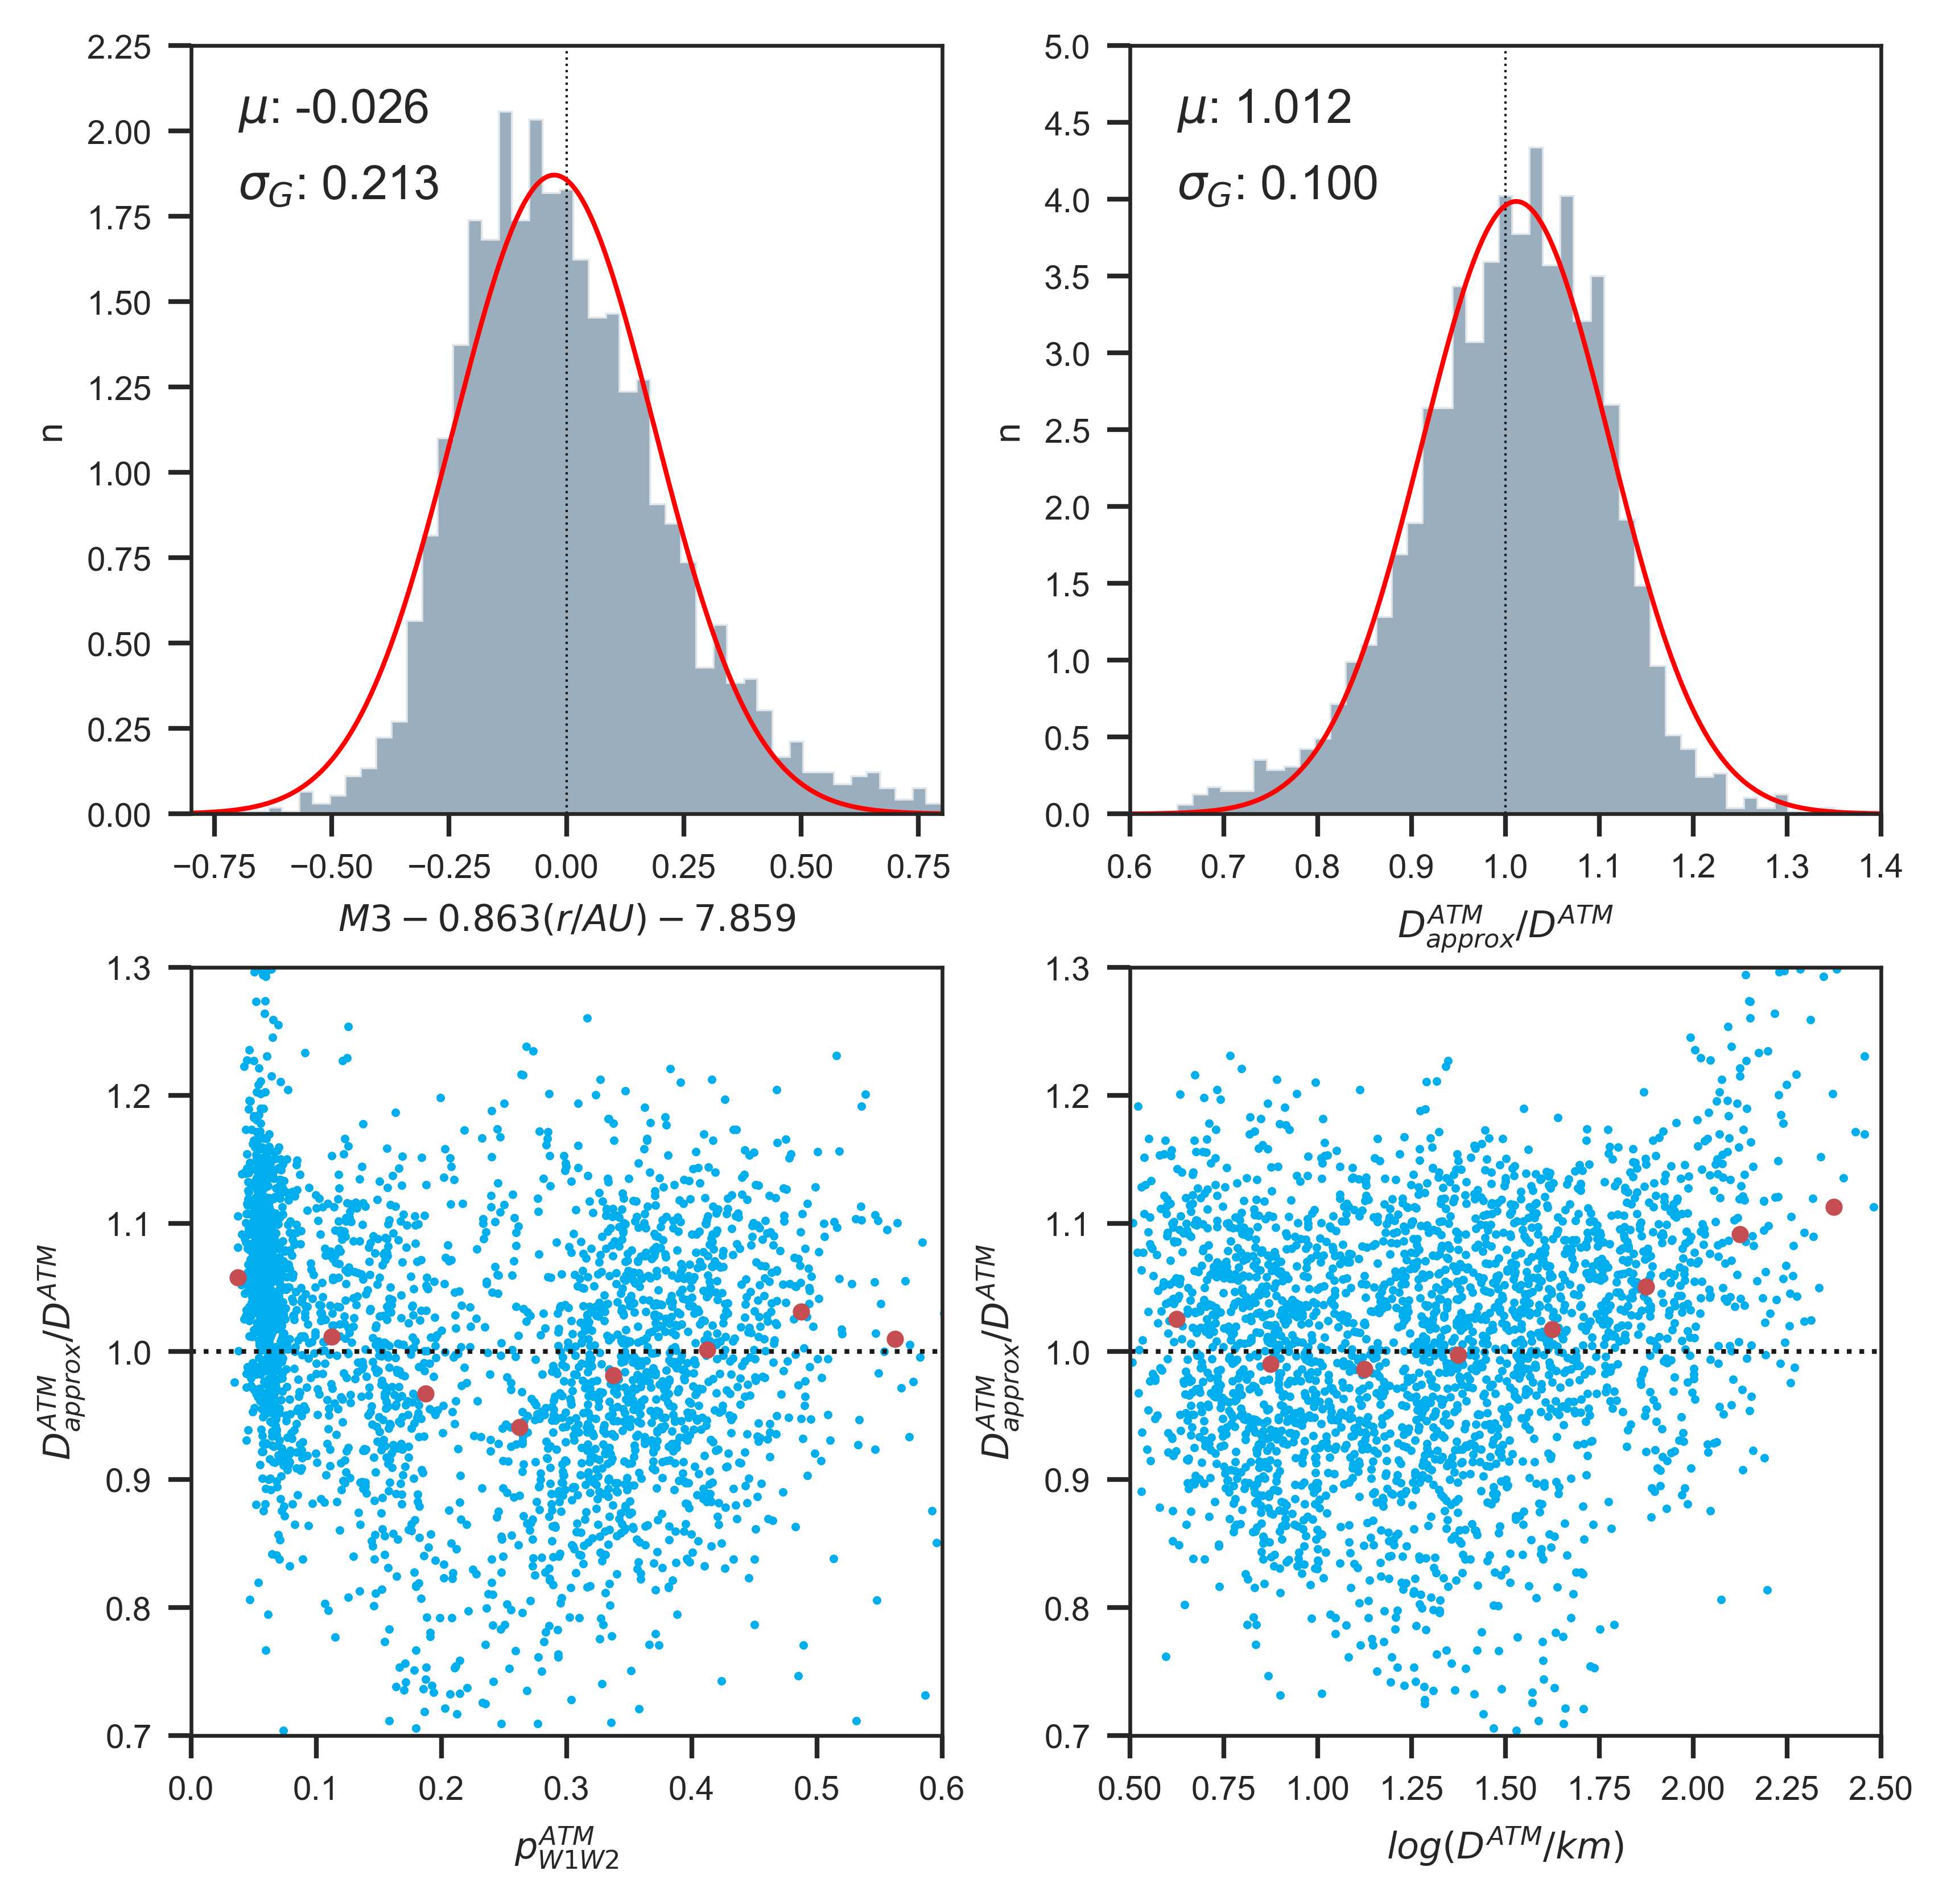 2.25
2.00
1.75
1.50
1.25
1.00
0.75
0.50
0.25
0.00
n
μ: -0.026
σ_G: 0.213
−0.75 −0.50 −0.25 0.00 0.25 0.50 0.75
M3 − 0.863(r/AU) − 7.859
5.0
4.5
4.0
3.5
3.0
2.5
2.0
1.5
1.0
0.5
0.0
n
μ: 1.012
σ_G: 0.100
0.6 0.7 0.8 0.9 1.0 1.1 1.2 1.3 1.4
D^{ATM}_{approx}/D^{ATM}
1.3
1.2
1.1
1.0
0.9
0.8
0.7
D^{ATM}_{approx}/D^{ATM}
0.0 0.1 0.2 0.3 0.4 0.5 0.6
p^{ATM}_{W1W2}
1.3
1.2
1.1
1.0
0.9
0.8
0.7
D^{ATM}_{approx}/D^{ATM}
0.50 0.75 1.00 1.25 1.50 1.75 2.00 2.25 2.50
log(D^{ATM}/km)